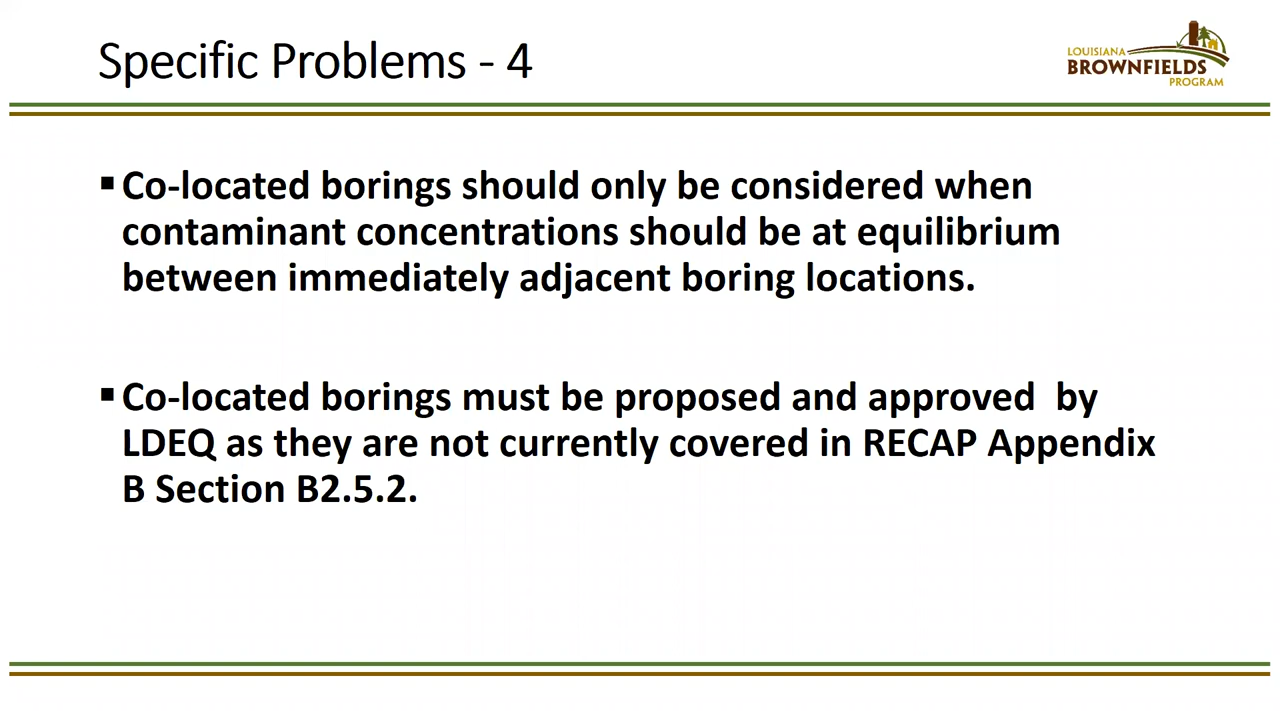 Specific Problems - 4
LOUISIANA
BROWNFIELDS
PROGRAM
▪ Co-located borings should only be considered when
contaminant concentrations should be at equilibrium
between immediately adjacent boring locations.
▪ Co-located borings must be proposed and approved  by
LDEQ as they are not currently covered in RECAP Appendix
B Section B2.5.2.